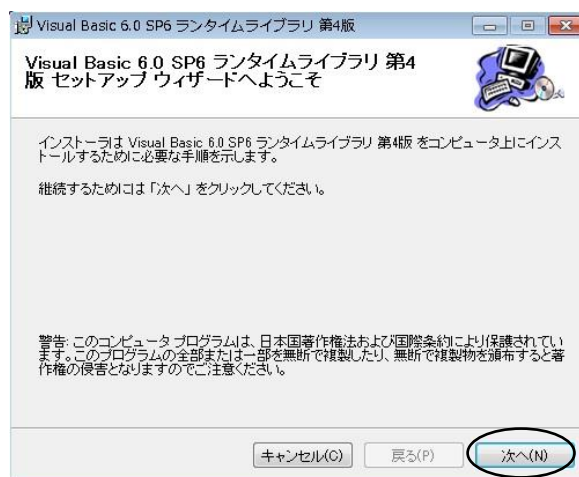 Visual Basic 6.0 SP6 ランタイムライブラリ 第4版
Visual Basic 6.0 SP6 ランタイムライブラリ 第4
版 セットアップ ウィザードへようこそ
インストーラは Visual Basic 6.0 SP6 ランタイムライブラリ 第4版 をコンピュータ上にインス
トールするために必要な手順を示します。
継続するためには「次へ」をクリックしてください。
警告: このコンピュータ プログラムは、日本国著作権法および国際条約により保護されてい
ます。このプログラムの全部または一部を無断で複製したり、無断で複製物を頒布すると著
作権の侵害となりますのでご注意ください。
キャンセル(C)
戻る(P)
次へ(N)